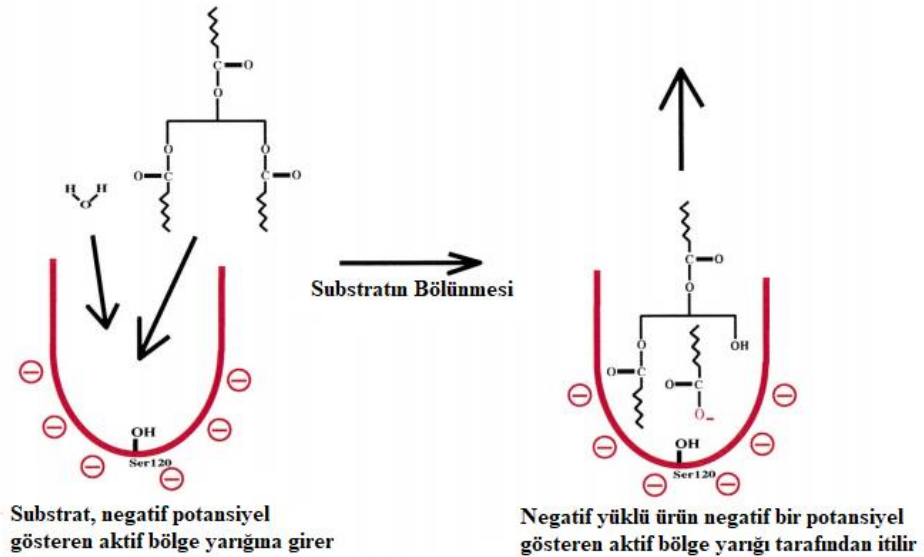 C O
O
O O
O C C O
H H
O
Substratın Bölünmesi
OH
Ser120
Substrat, negatif potansiyel
gösteren aktif bölge yarığına girer
C O
O
O OH
O C
O C
O–
OH
Ser120
Negatif yüklü ürün negatif bir potansiyel
gösteren aktif bölge yarığı tarafından itilir